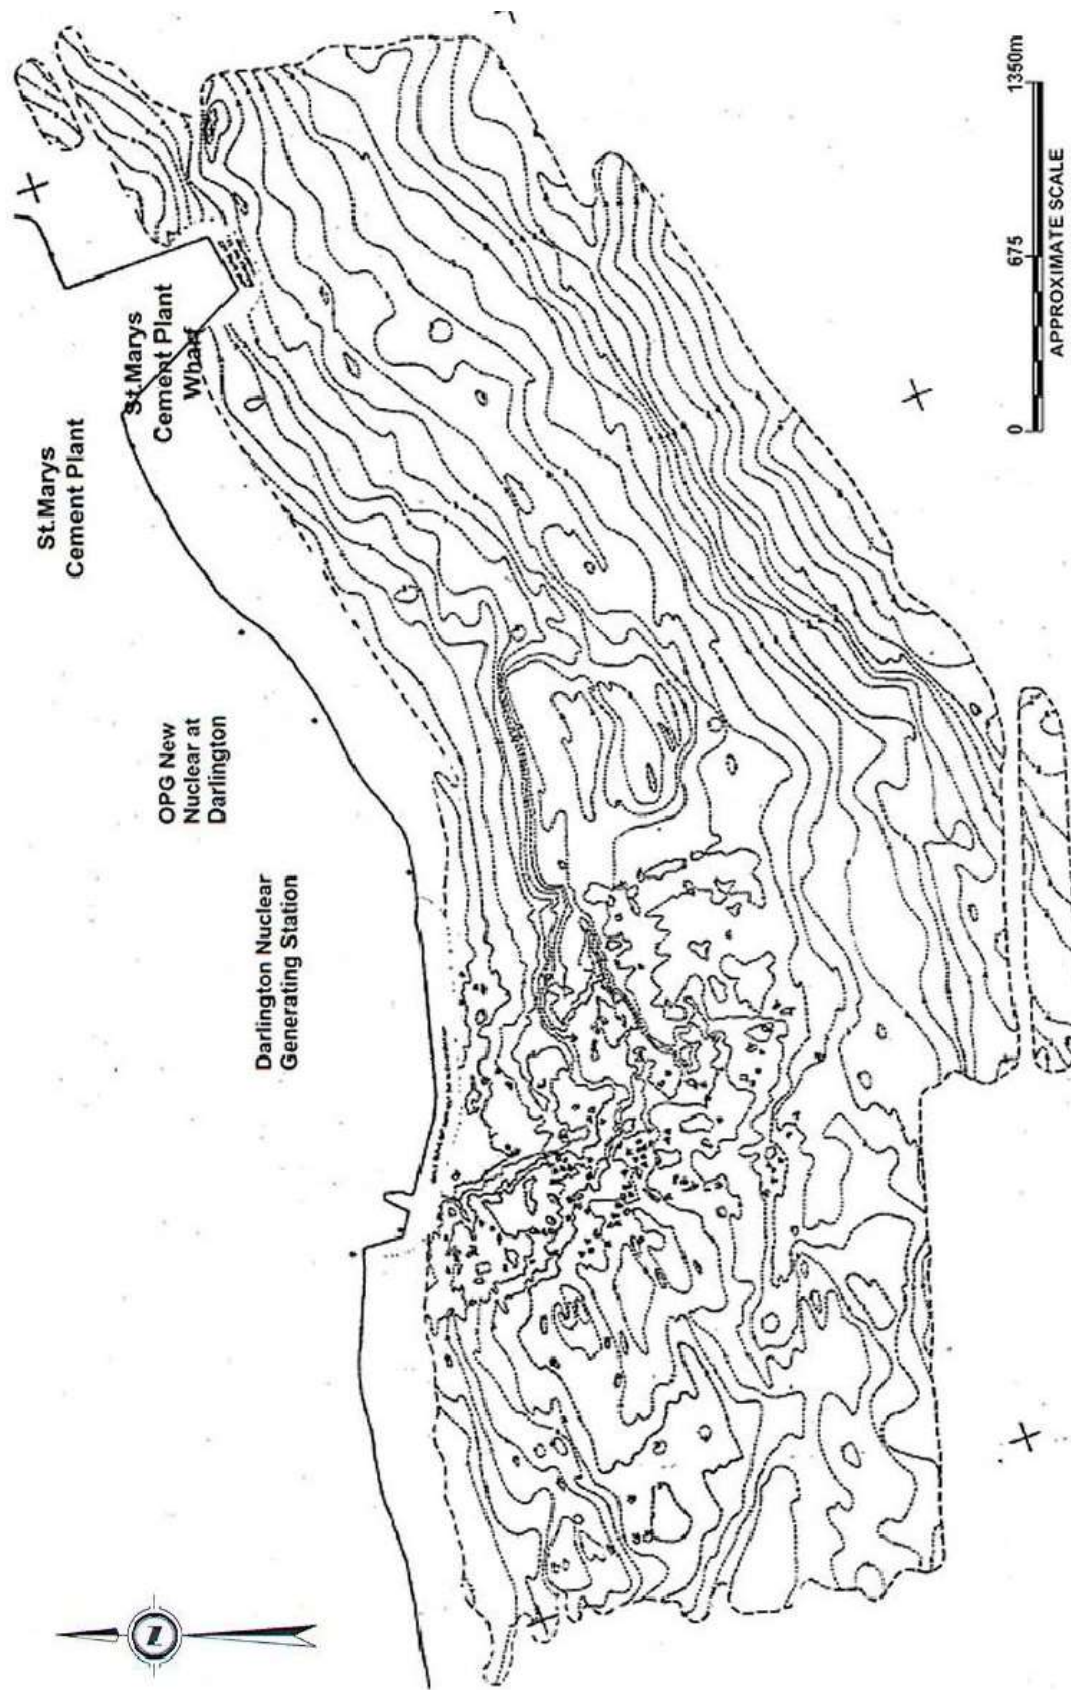 St.Marys
Cement Plant
St.Marys
Cement Plant
Wharf
OPG New
Nuclear at
Darlington
Darlington Nuclear
Generating Station
0
675
1350m
APPROXIMATE SCALE
N